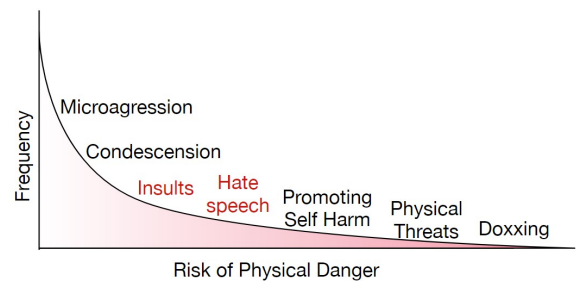 Frequency
Microagression
Condescension
Insults
Hate
speech
Promoting
Self Harm
Physical
Threats
Doxxing
Risk of Physical Danger